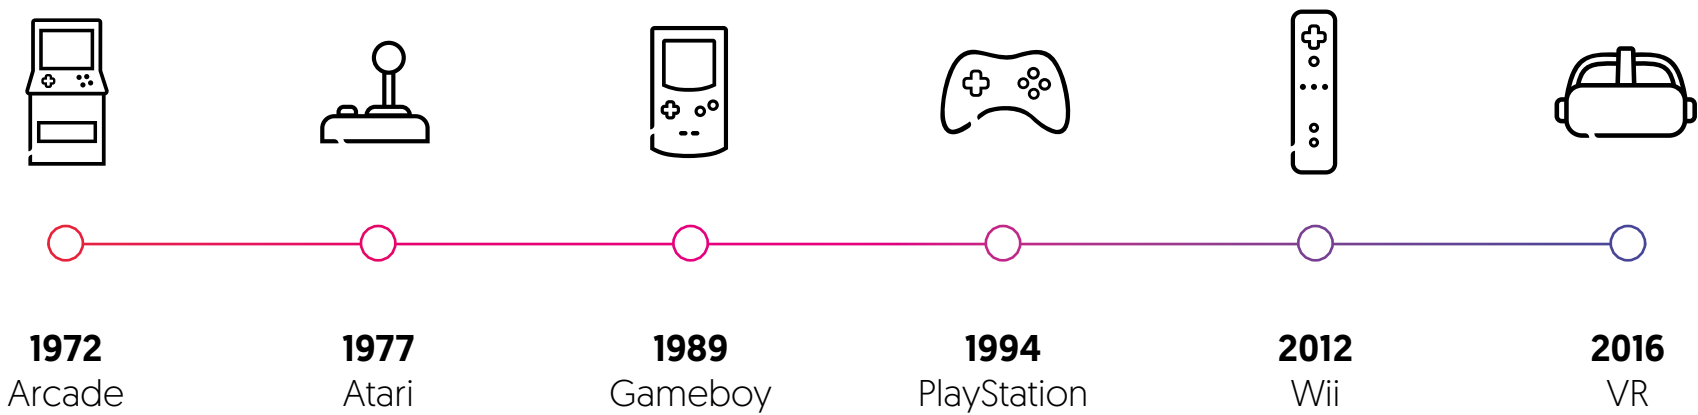 1972
Arcade
1977
Atari
1989
Gameboy
1994
PlayStation
2012
Wii
2016
VR